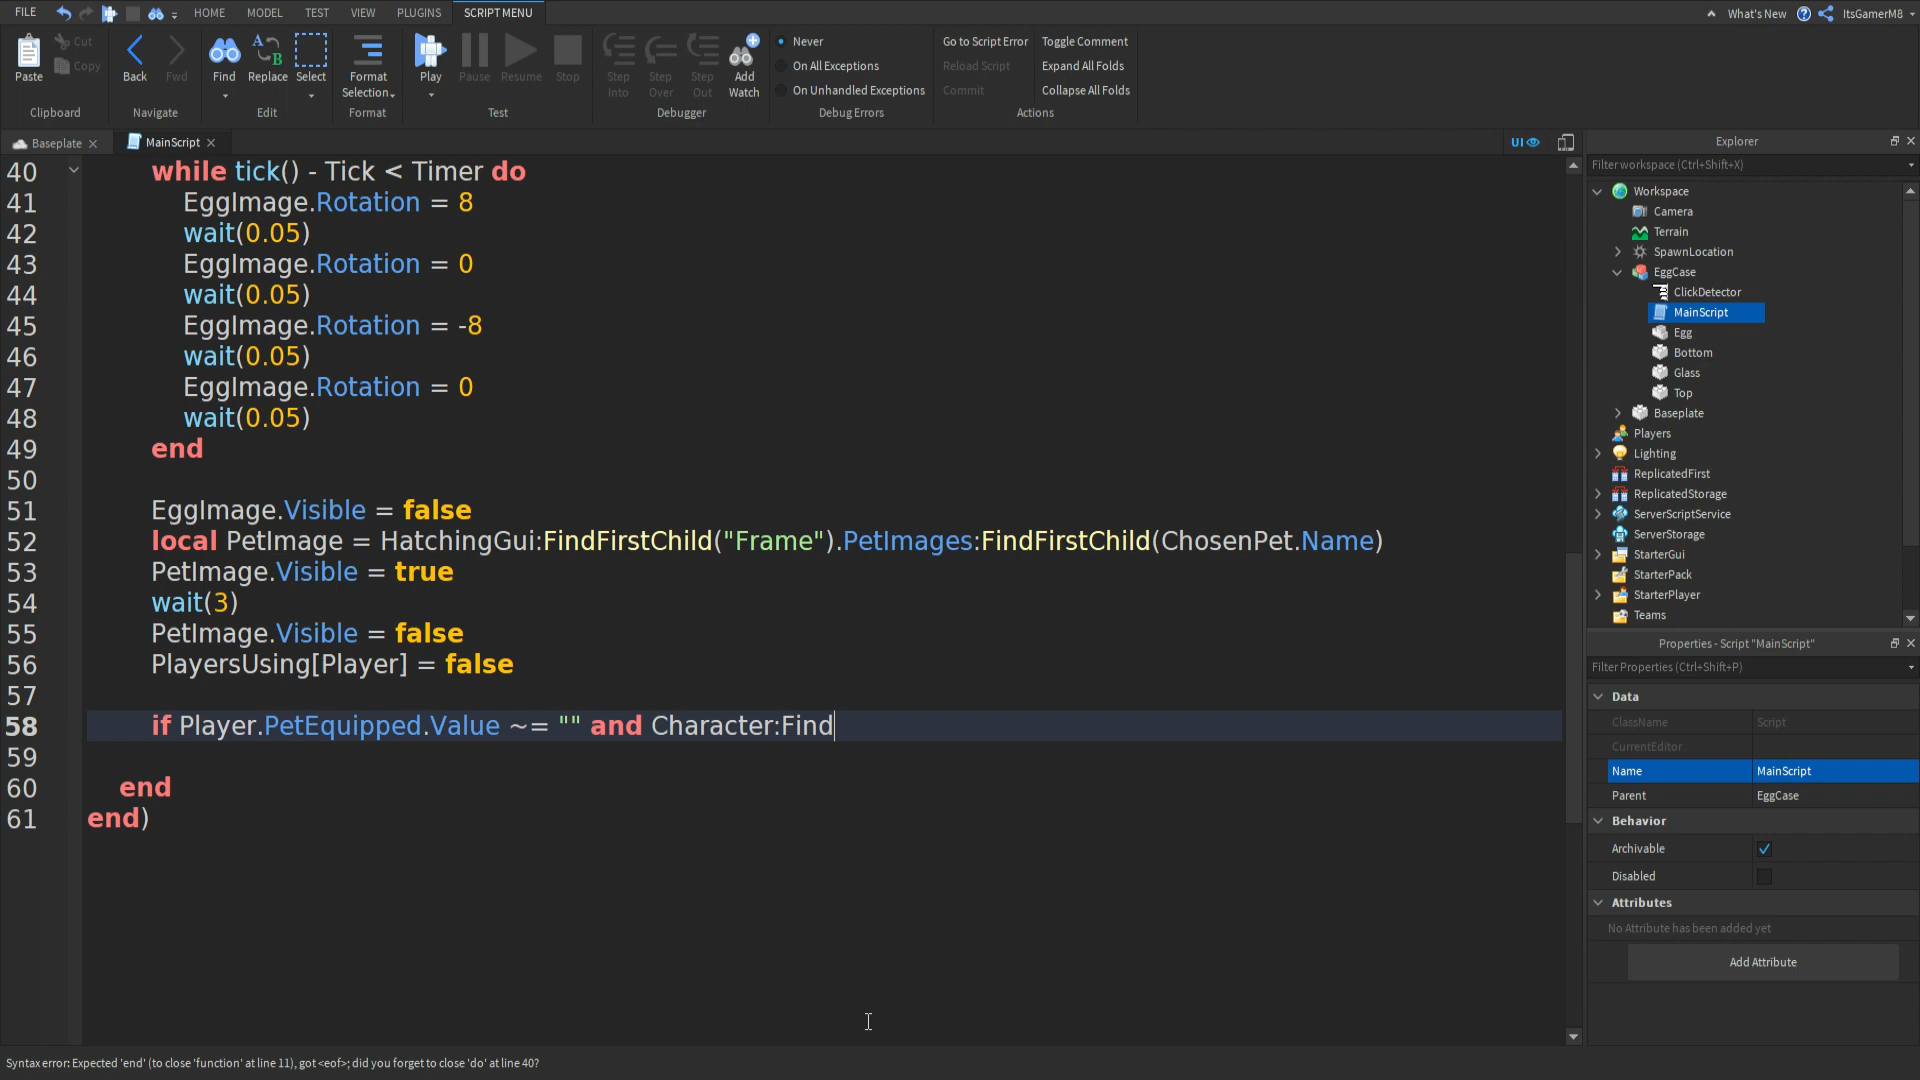 FILE HOME MODEL TEST VIEW PLUGINS SCRIPT MENU What's New ItsGamerM8
Paste Cut Copy Back Fwd Find Replace Select Format Selection Play Pause Resume Stop Step Into Step Over Step Out Add Watch
Never
On All Exceptions
On Unhandled Exceptions
Go to Script Error
Reload Script
Commit
Toggle Comment
Expand All Folds
Collapse All Folds
Clipboard Navigate Edit Format Test Debugger Debug Errors Actions
Baseplate MainScript UI
40 while tick() - Tick < Timer do
41 EggImage.Rotation = 8
42 wait(0.05)
43 EggImage.Rotation = 0
44 wait(0.05)
45 EggImage.Rotation = -8
46 wait(0.05)
47 EggImage.Rotation = 0
48 wait(0.05)
49 end
50
51 EggImage.Visible = false
52 local PetImage = HatchingGui:FindFirstChild("Frame").PetImages:FindFirstChild(ChosenPet.Name)
53 PetImage.Visible = true
54 wait(3)
55 PetImage.Visible = false
56 PlayersUsing[Player] = false
57
58 if Player.PetEquipped.Value ~= "" and Character:Find
59
60 end
61 end)
Explorer
Filter workspace (Ctrl+Shift+X)
Workspace
Camera
Terrain
SpawnLocation
EggCase
ClickDetector
MainScript
Egg
Bottom
Glass
Top
Baseplate
Players
Lighting
ReplicatedFirst
ReplicatedStorage
ServerScriptService
ServerStorage
StarterGui
StarterPack
StarterPlayer
Teams
Properties - Script "MainScript"
Filter Properties (Ctrl+Shift+P)
Data
ClassName Script
CurrentEditor
Name MainScript
Parent EggCase
Behavior
Archivable
Disabled
Attributes
No Attribute has been added yet
Add Attribute
Syntax error: Expected 'end' (to close 'function' at line 11), got <eof>; did you forget to close 'do' at line 40?